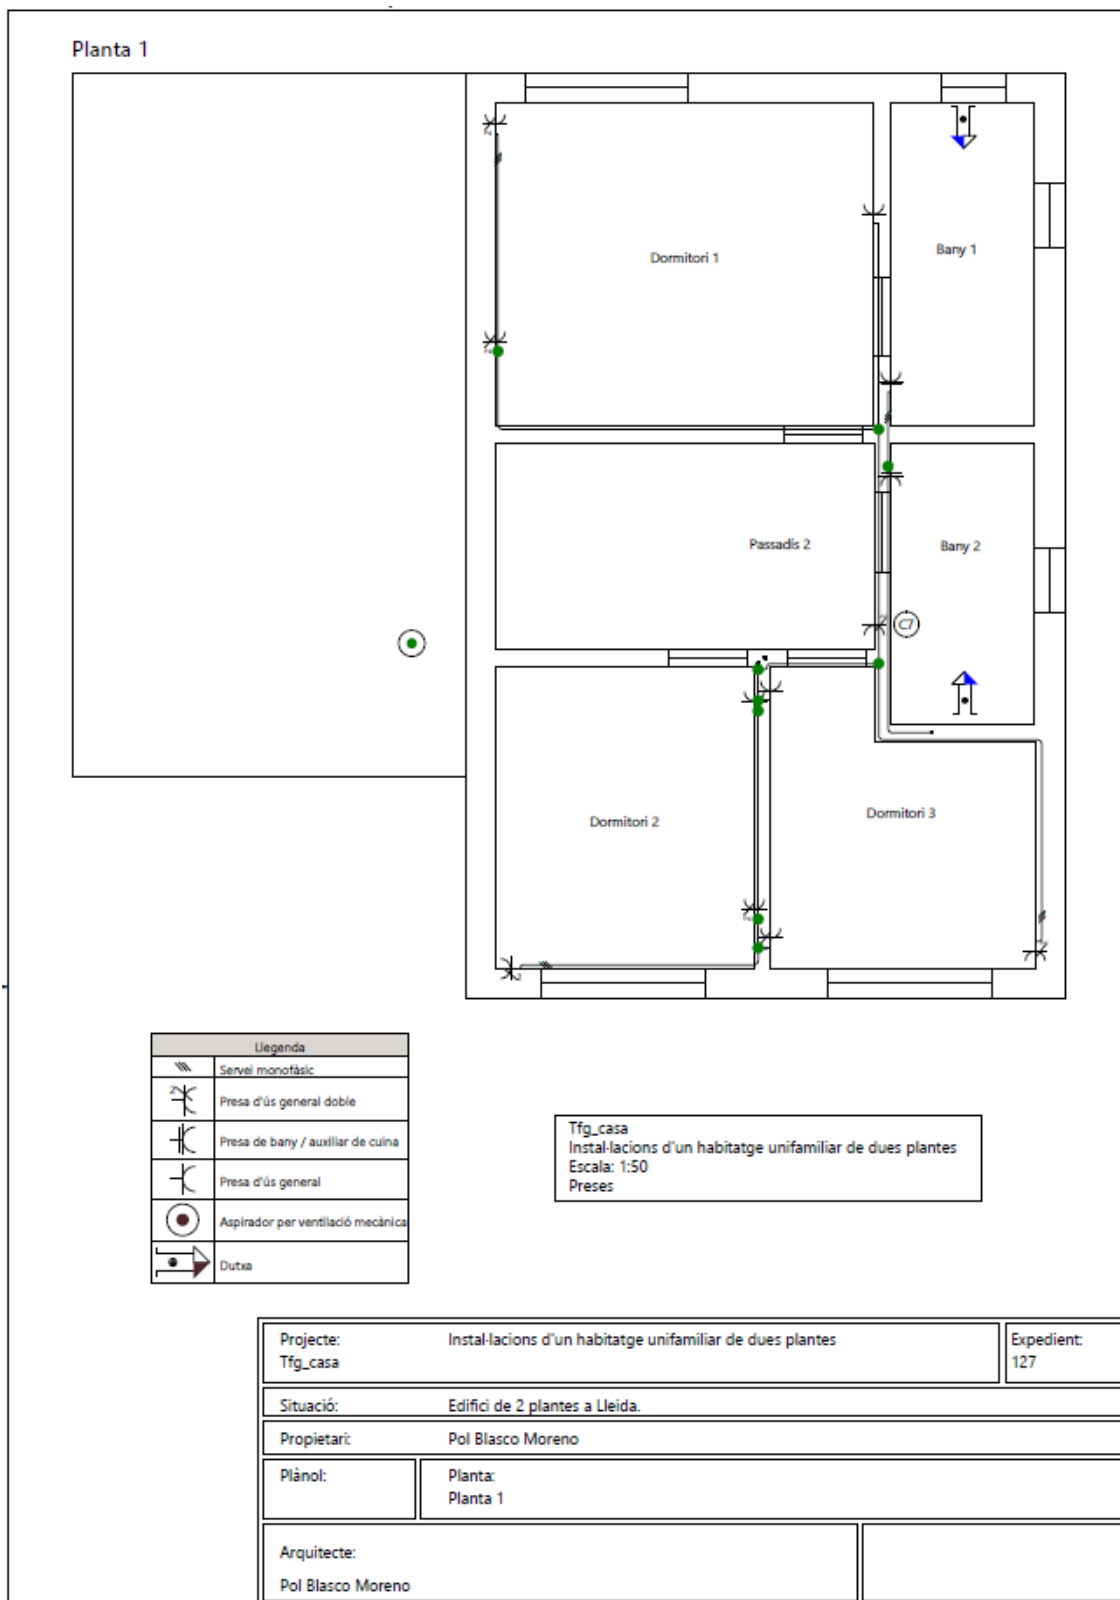 Planta 1
Dormitori 1
Bany 1
Passadís 2
Bany 2
C7
Dormitori 2
Dormitori 3
Llegenda
Servei monofàsic
2
Presa d'ús general doble
Presa de bany / auxiliar de cuina
Presa d'ús general
Aspirador per ventilació mecànica
Dutxa
Tfg_casa
Instal·lacions d'un habitatge unifamiliar de dues plantes
Escala: 1:50
Preses
Projecte: Instal·lacions d'un habitatge unifamiliar de dues plantes
Tfg_casa
Expedient:
127
Situació: Edifici de 2 plantes a Lleida.
Propietari: Pol Blasco Moreno
Plànol:
Planta:
Planta 1
Arquitecte:
Pol Blasco Moreno